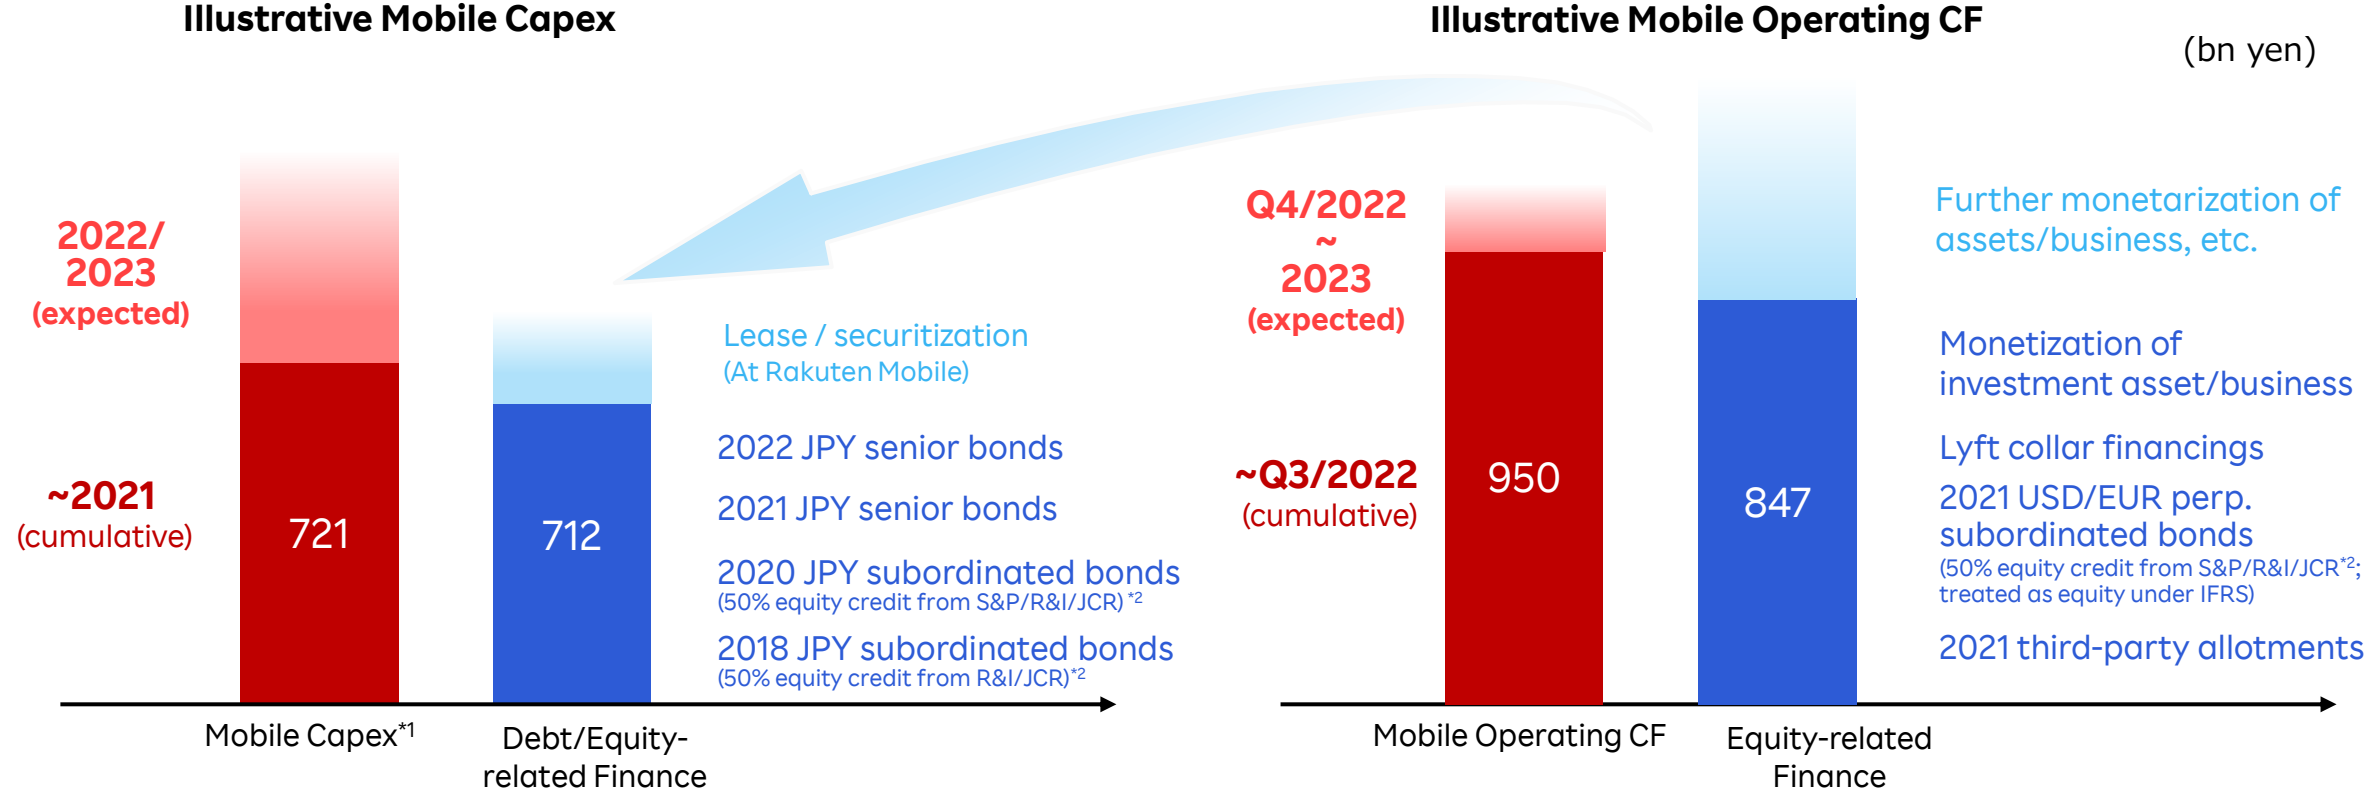 Illustrative Mobile Capex
2022/
2023
(expected)
~2021
(cumulative)
721
712
Lease / securitization
(At Rakuten Mobile)
2022 JPY senior bonds
2021 JPY senior bonds
2020 JPY subordinated bonds
(50% equity credit from S&P/R&I/JCR) *2
2018 JPY subordinated bonds
(50% equity credit from R&I/JCR)*2
Mobile Capex*1
Debt/Equity-
related Finance
Illustrative Mobile Operating CF
(bn yen)
Q4/2022
~
2023
(expected)
~Q3/2022
(cumulative)
950
847
Further monetarization of
assets/business, etc.
Monetization of
investment asset/business
Lyft collar financings
2021 USD/EUR perp.
subordinated bonds
(50% equity credit from S&P/R&I/JCR*2;
treated as equity under IFRS)
2021 third-party allotments
Mobile Operating CF
Equity-related
Finance